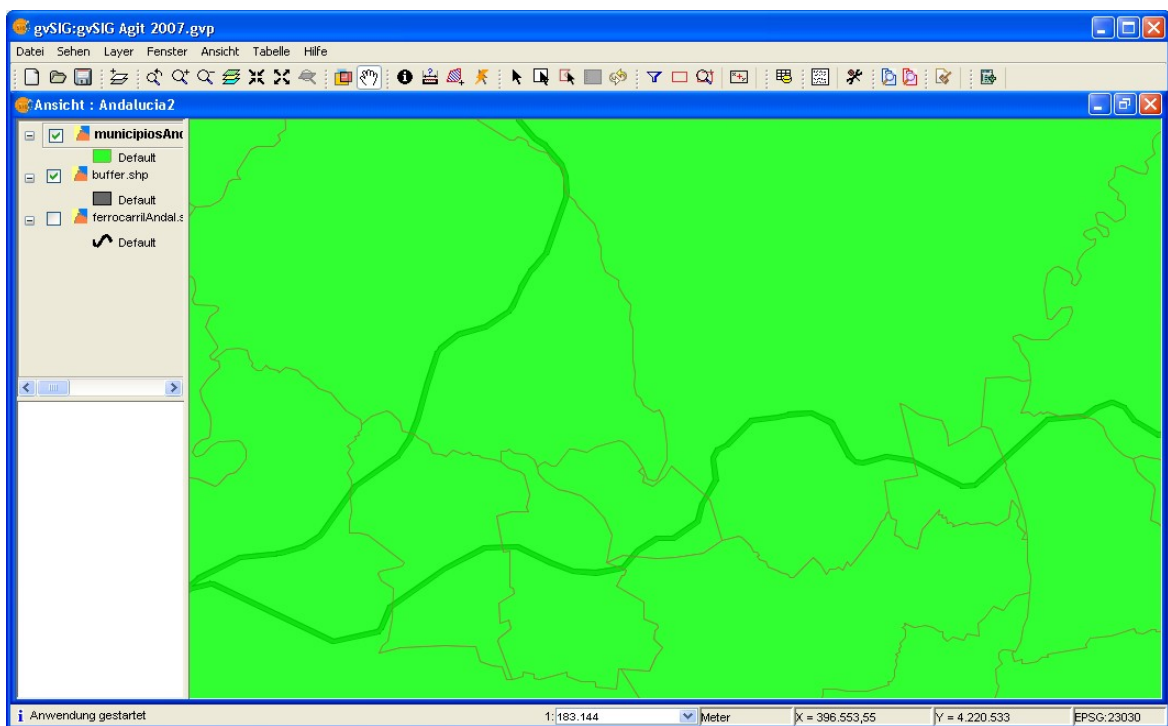 gvSIG:gvSIG Agit 2007.gvp
Datei Sehen Layer Fenster Ansicht Tabelle Hilfe
Ansicht : Andalucia2
municipiosAnd
Default
buffer.shp
Default
ferrocarrilAndal.s
Default
Anwendung gestartet
1: 183.144
Meter
X = 396.553,55
Y = 4.220.533
EPSG:23030